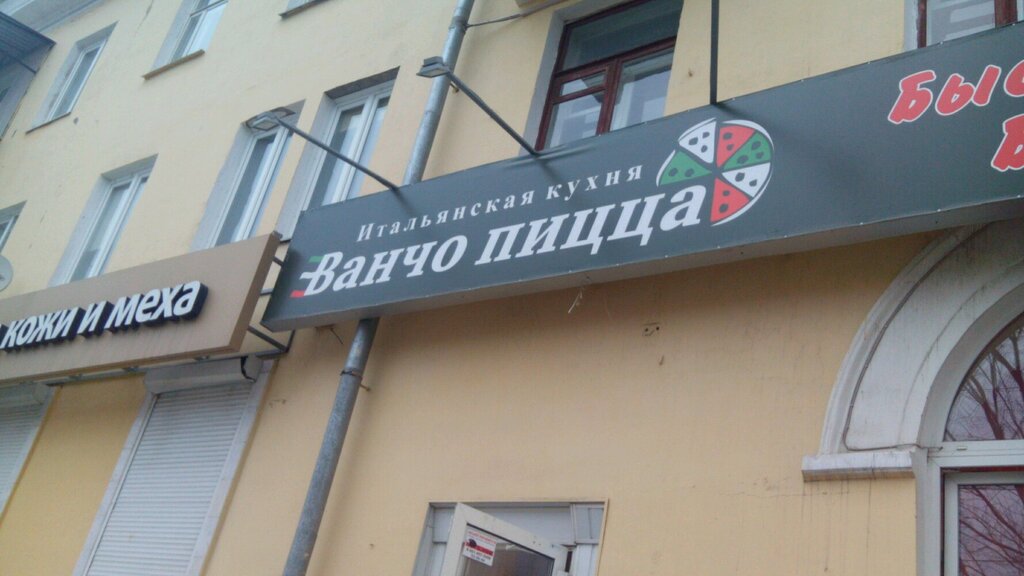 кожи и меха
Итальянская кухня
Ванчо пицца